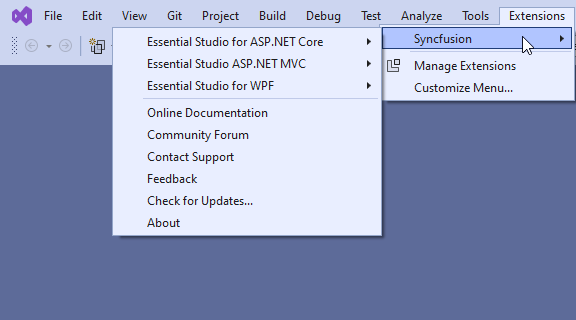 File Edit View Git Project Build Debug Test Analyze Tools Extensions
Syncfusion
Manage Extensions
Customize Menu...
Essential Studio for ASP.NET Core
Essential Studio ASP.NET MVC
Essential Studio for WPF
Online Documentation
Community Forum
Contact Support
Feedback
Check for Updates...
About